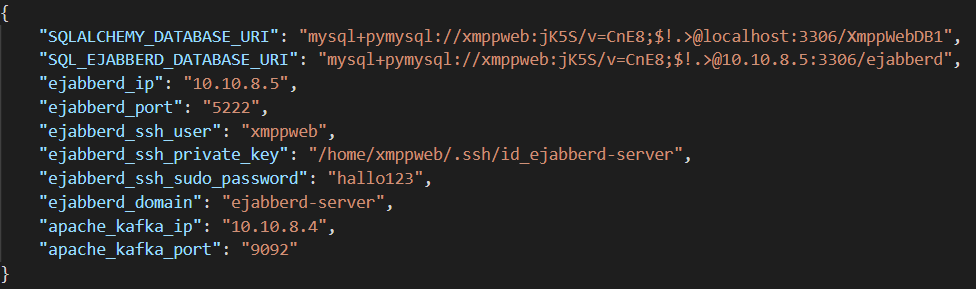 {
"SQLALCHEMY_DATABASE_URI": "mysql+pymysql://xmppweb:jK5S/v=CnE8;$!.>@localhost:3306/XmppWebDB1",
"SQL_EJABBERD_DATABASE_URI": "mysql+pymysql://xmppweb:jK5S/v=CnE8;$!.>@10.10.8.5:3306/ejabberd",
"ejabberd_ip": "10.10.8.5",
"ejabberd_port": "5222",
"ejabberd_ssh_user": "xmppweb",
"ejabberd_ssh_private_key": "/home/xmppweb/.ssh/id_ejabberd-server",
"ejabberd_ssh_sudo_password": "hallo123",
"ejabberd_domain": "ejabberd-server",
"apache_kafka_ip": "10.10.8.4",
"apache_kafka_port": "9092"
}